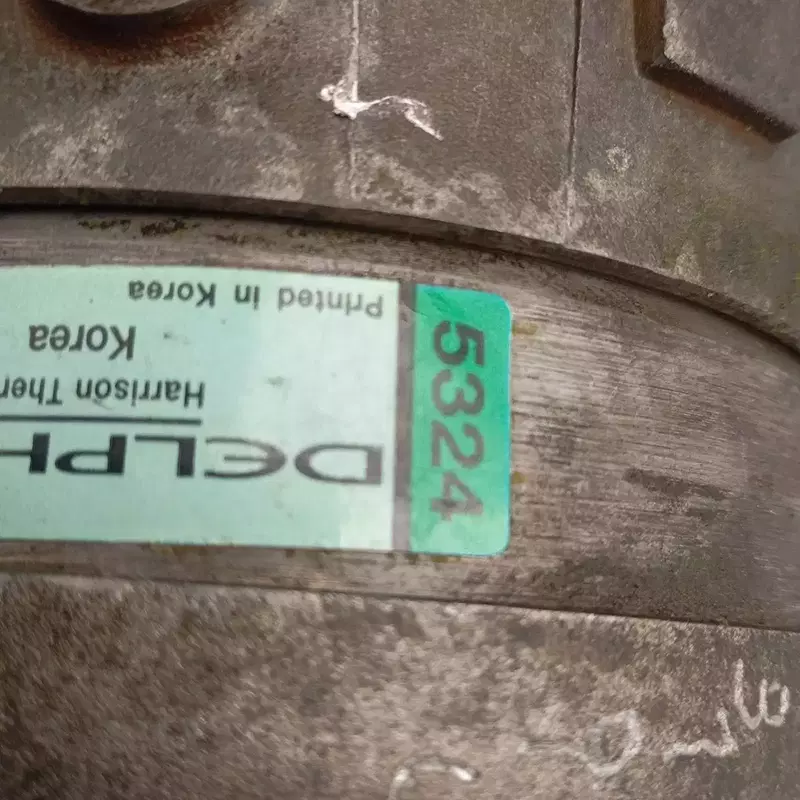 DELPH
Harrison Ther
Korea
Printed in Korea
5324